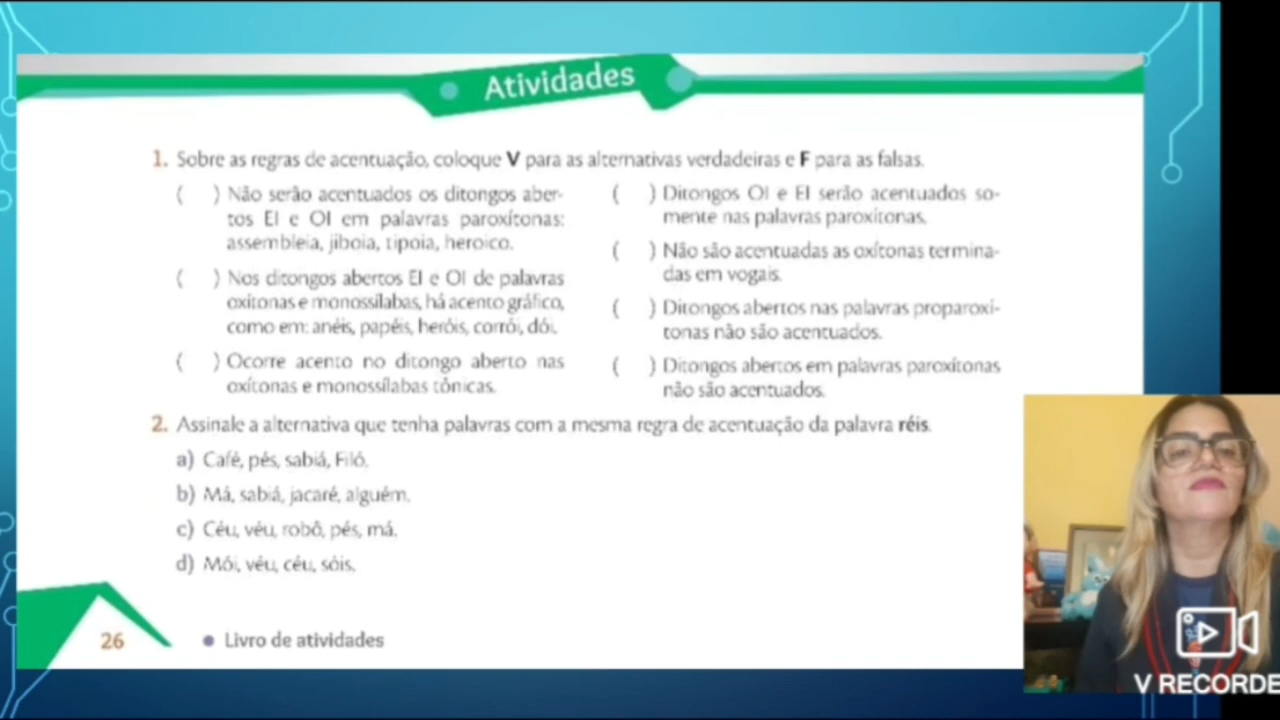 Atividades
1. Sobre as regras de acentuação, coloque V para as alternativas verdadeiras e F para as falsas.
( ) Não serão acentuados os ditongos aber-
tos EI e OI em palavras paroxítonas:
assembleia, jiboia, tipoia, heroico.
( ) Nos ditongos abertos EI e OI de palavras
oxítonas e monossílabas, há acento gráfico,
como em: anéis, papéis, heróis, corrói, dói.
( ) Ocorre acento no ditongo aberto nas
oxítonas e monossílabas tônicas.
( ) Ditongos OI e EI serão acentuados so-
mente nas palavras paroxítonas.
( ) Não são acentuadas as oxítonas termina-
das em vogais.
( ) Ditongos abertos nas palavras proparoxí-
tonas não são acentuados.
( ) Ditongos abertos em palavras paroxítonas
não são acentuados.
2. Assinale a alternativa que tenha palavras com a mesma regra de acentuação da palavra réis.
a) Café, pés, sabiá, Filó.
b) Má, sabiá, jacaré, alguém.
c) Céu, véu, robô, pés, má.
d) Mói, véu, céu, sóis.
26 • Livro de atividades
V RECORDE